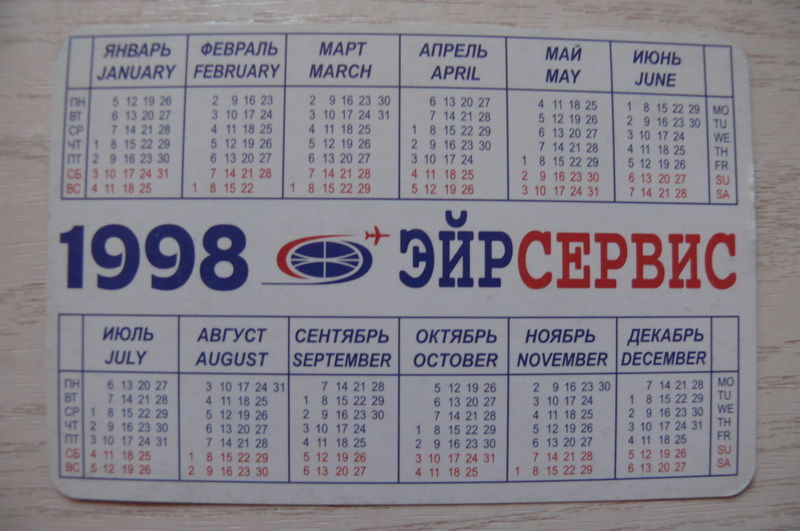 ЯНВАРЬ ФЕВРАЛЬ МАРТ АПРЕЛЬ МАЙ ИЮНЬ
JANUARY FEBRUARY MARCH APRIL MAY JUNE
ПН 5 12 19 26 2 9 16 23 2 9 16 23 30 6 13 20 27 4 11 18 25 1 8 15 22 29 MO
ВТ 6 13 20 27 3 10 17 24 3 10 17 24 31 7 14 21 28 5 12 19 26 2 9 16 23 30 TU
СР 7 14 21 28 4 11 18 25 4 11 18 25 1 8 15 22 29 6 13 20 27 3 10 17 24 WE
ЧТ 1 8 15 22 29 5 12 19 26 5 12 19 26 2 9 16 23 30 7 14 21 28 4 11 18 25 TH
ПТ 2 9 16 23 30 6 13 20 27 6 13 20 27 3 10 17 24 1 8 15 22 29 5 12 19 26 FR
СБ 3 10 17 24 31 7 14 21 28 7 14 21 28 4 11 18 25 2 9 16 23 30 6 13 20 27 SU
ВС 4 11 18 25 1 8 15 22 1 8 15 22 29 5 12 19 26 3 10 17 24 31 7 14 21 28 SA
1998 ЭЙРСЕРВИС
ИЮЛЬ АВГУСТ СЕНТЯБРЬ ОКТЯБРЬ НОЯБРЬ ДЕКАБРЬ
JULY AUGUST SEPTEMBER OCTOBER NOVEMBER DECEMBER
ПН 6 13 20 27 3 10 17 24 31 7 14 21 28 5 12 19 26 2 9 16 23 30 7 14 21 28 MO
ВТ 7 14 21 28 4 11 18 25 1 8 15 22 29 6 13 20 27 3 10 17 24 1 8 15 22 29 TU
СР 1 8 15 22 29 5 12 19 26 2 9 16 23 30 7 14 21 28 4 11 18 25 2 9 16 23 30 WE
ЧТ 2 9 16 23 30 6 13 20 27 3 10 17 24 1 8 15 22 29 5 12 19 26 3 10 17 24 31 TH
ПТ 3 10 17 24 31 7 14 21 28 4 11 18 25 2 9 16 23 30 6 13 20 27 4 11 18 25 FR
СБ 4 11 18 25 1 8 15 22 29 5 12 19 26 3 10 17 24 31 7 14 21 28 5 12 19 26 SU
ВС 5 12 19 26 2 9 16 23 30 6 13 20 27 4 11 18 25 1 8 15 22 29 6 13 20 27 SA